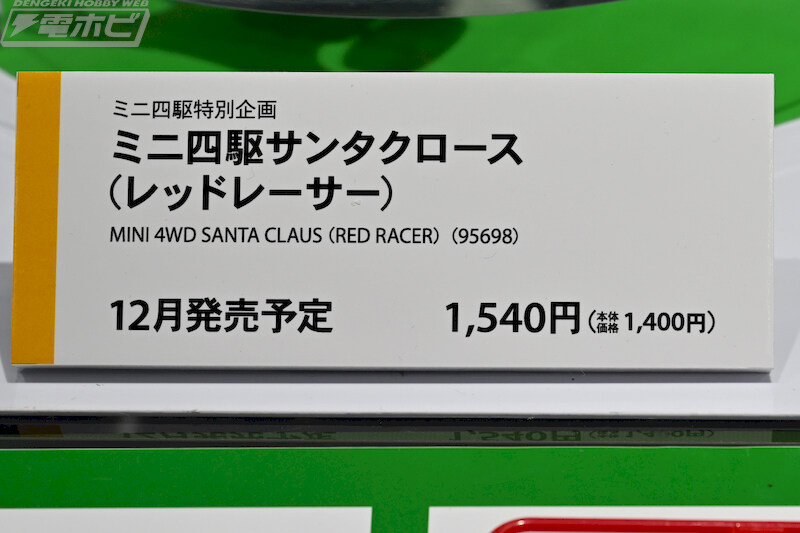 DENGEKI HOBBY WEB
電ホビ
ミニ四駆特別企画
ミニ四駆サンタクロース
（レッドレーサー）
MINI 4WD SANTA CLAUS (RED RACER) (95698)
12月発売予定 1,540円（本体価格 1,400円）